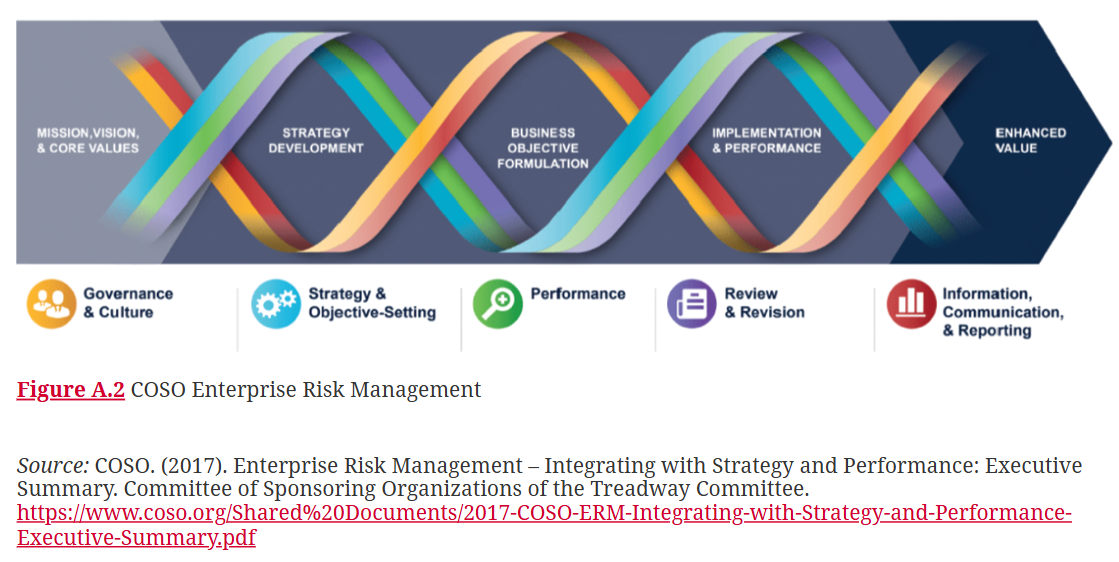 MISSION, VISION,
& CORE VALUES
STRATEGY
DEVELOPMENT
BUSINESS
OBJECTIVE
FORMULATION
IMPLEMENTATION
& PERFORMANCE
ENHANCED
VALUE
Governance
& Culture
Strategy &
Objective-Setting
Performance
Review
& Revision
Information,
Communication,
& Reporting
Figure A.2 COSO Enterprise Risk Management
Source: COSO. (2017). Enterprise Risk Management – Integrating with Strategy and Performance: Executive
Summary. Committee of Sponsoring Organizations of the Treadway Committee.
https://www.coso.org/Shared%20Documents/2017-COSO-ERM-Integrating-with-Strategy-and-Performance-
Executive-Summary.pdf